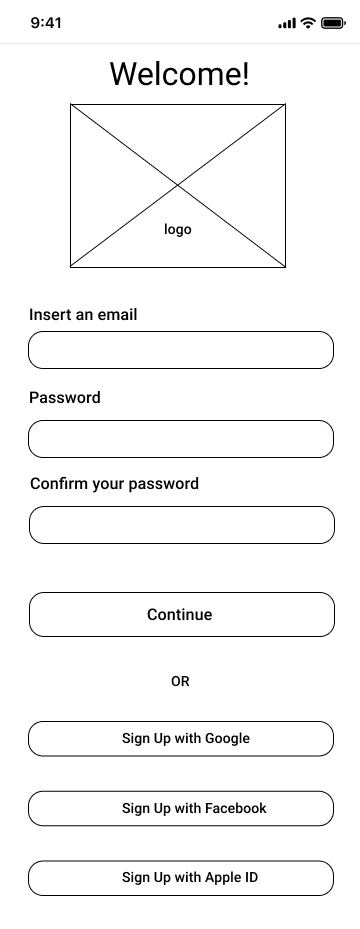 9:41
Welcome!
logo
Insert an email
Password
Confirm your password
Continue
OR
Sign Up with Google
Sign Up with Facebook
Sign Up with Apple ID